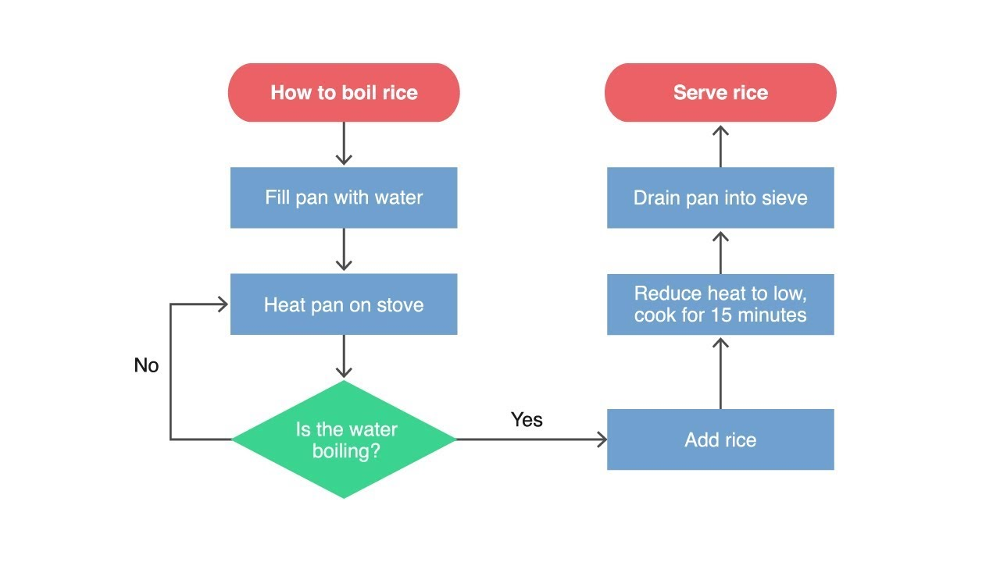 How to boil rice
Fill pan with water
Heat pan on stove
No
Is the water
boiling?
Yes
Add rice
Reduce heat to low,
cook for 15 minutes
Drain pan into sieve
Serve rice